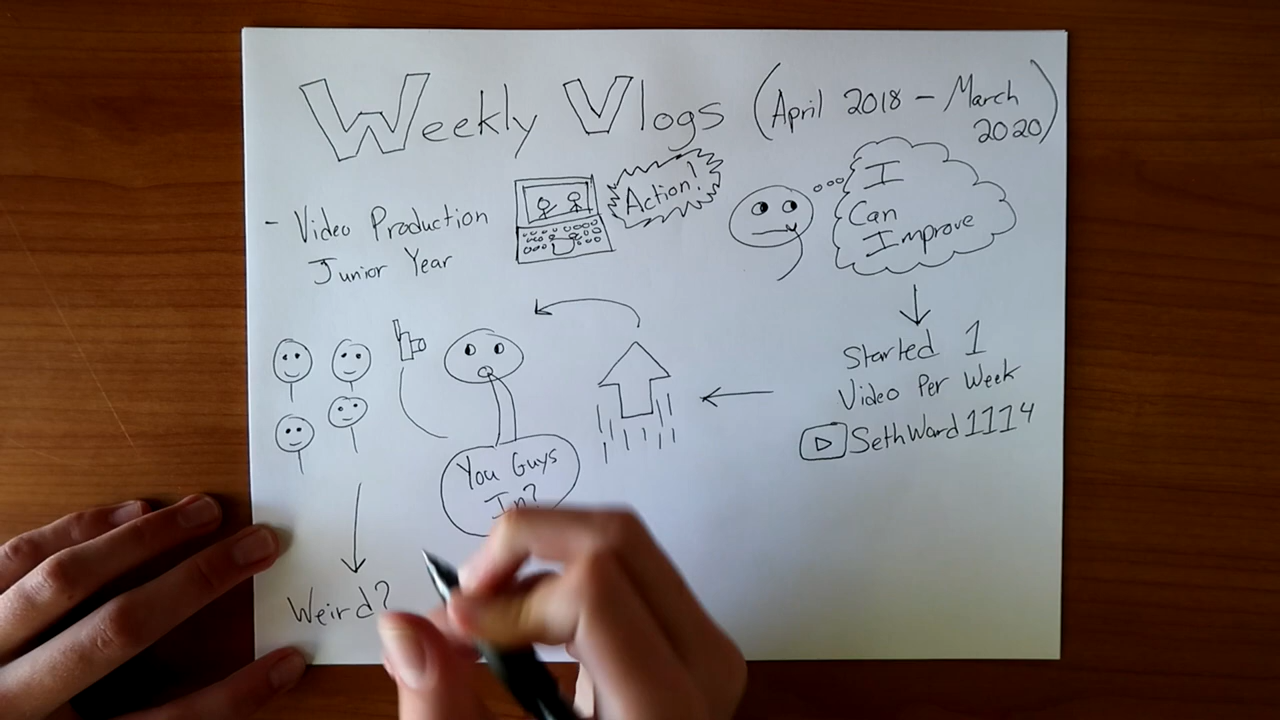 Weekly Vlogs (April 2018 - March
2020)
- Video Production
Junior Year
Action!
I
Can
Improve
Started 1
Video Per Week
SethWard1114
You Guys
In?
Weird?